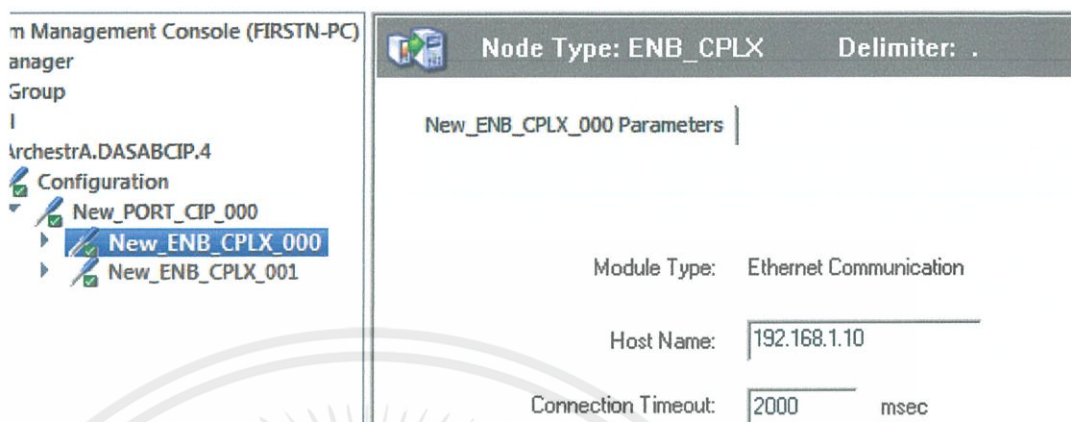 m Management Console (FIRSTN-PC)
anager
Group
l
ArchestrA.DASABCIP.4
Configuration
New_PORT_CIP_000
New_ENB_CPLX_000
New_ENB_CPLX_001
Node Type: ENB_CPLX Delimiter: .
New_ENB_CPLX_000 Parameters
Module Type: Ethernet Communication
Host Name: 192.168.1.10
Connection Timeout: 2000 msec